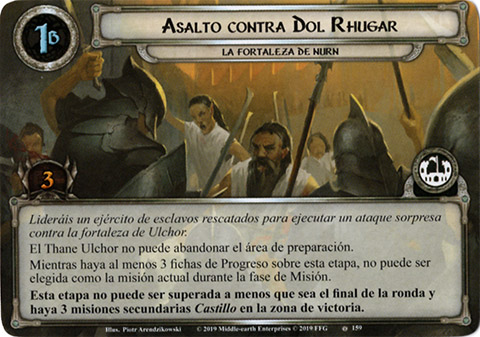 1B
ASALTO CONTRA DOL RHUGAR
LA FORTALEZA DE NURN
3
Lideráis un ejército de esclavos rescatados para ejecutar un ataque sorpresa
contra la fortaleza de Ulchor.
El Thane Ulchor no puede abandonar el área de preparación.
Mientras haya al menos 3 fichas de Progreso sobre esta etapa, no puede ser
elegida como la misión actual durante la fase de Misión.
Esta etapa no puede ser superada a menos que sea el final de la ronda y
haya 3 misiones secundarias Castillo en la zona de victoria.
Illus. Piotr Arendzikowski © 2019 Middle-earth Enterprises © 2019 FFG 159